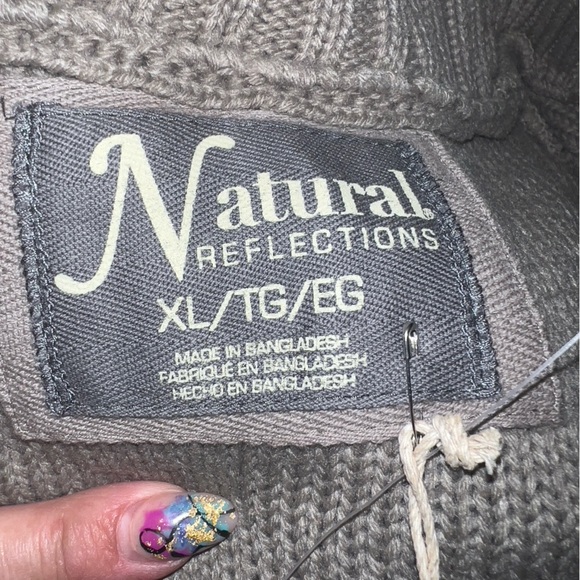 Natural®
REFLECTIONS
XL/TG/EG
MADE IN BANGLADESH
FABRIQUÉ EN BANGLADESH
HECHO EN BANGLADESH